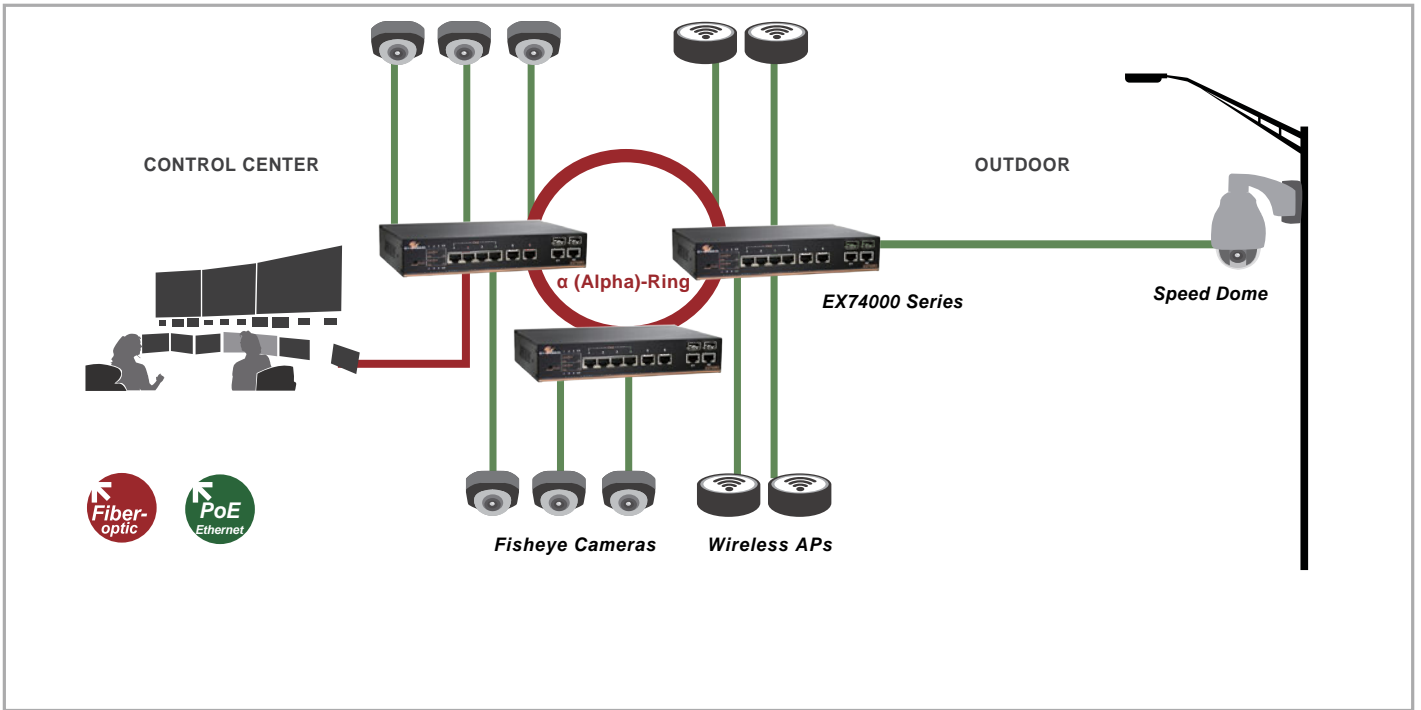 CONTROL CENTER
OUTDOOR
α (Alpha)-Ring
EX74000 Series
Speed Dome
Fiber-
optic
PoE
Ethernet
Fisheye Cameras
Wireless APs